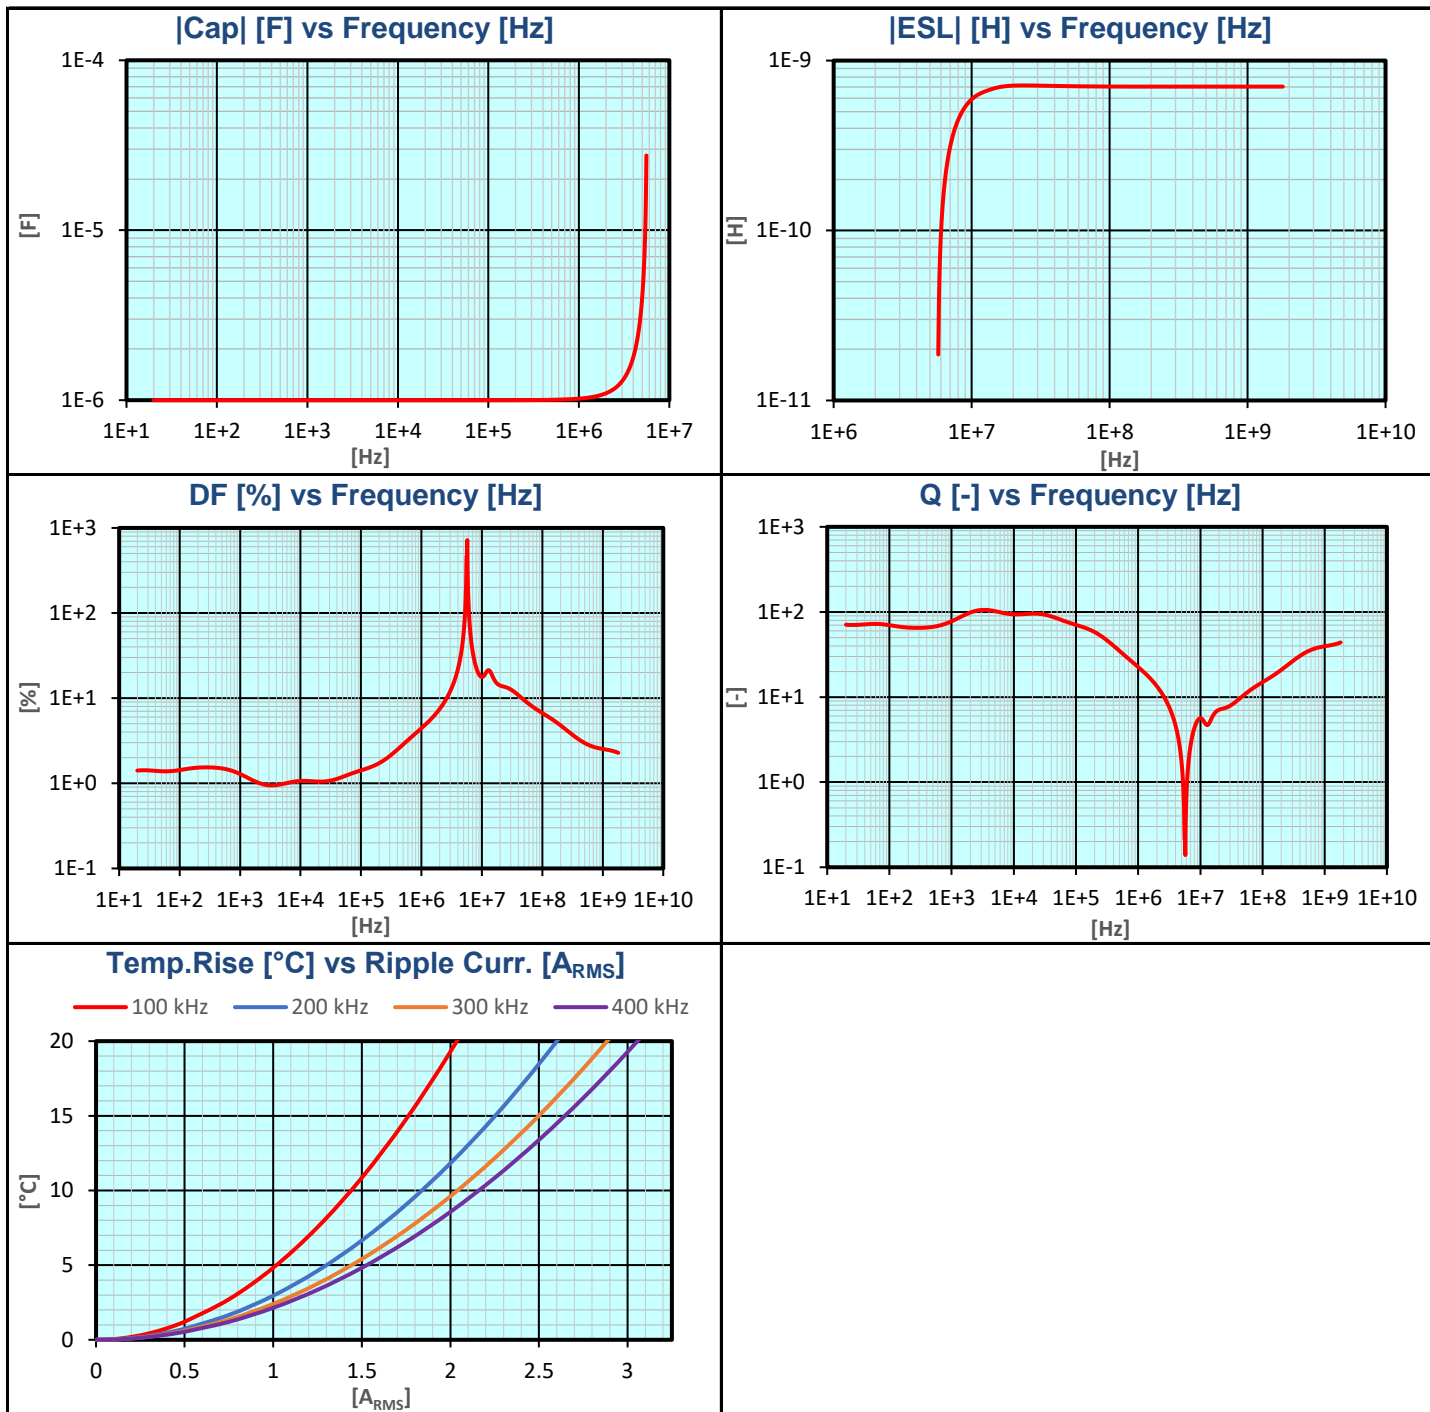 |Cap| [F] vs Frequency [Hz]
1E-4
1E-5
1E-6
[F]
1E+1 1E+2 1E+3 1E+4 1E+5 1E+6 1E+7
[Hz]
|ESL| [H] vs Frequency [Hz]
1E-9
1E-10
1E-11
[H]
1E+6 1E+7 1E+8 1E+9 1E+10
[Hz]
DF [%] vs Frequency [Hz]
1E+3
1E+2
1E+1
1E+0
1E-1
[%]
1E+1 1E+2 1E+3 1E+4 1E+5 1E+6 1E+7 1E+8 1E+9 1E+10
[Hz]
Q [-] vs Frequency [Hz]
1E+3
1E+2
1E+1
1E+0
1E-1
[-]
1E+1 1E+2 1E+3 1E+4 1E+5 1E+6 1E+7 1E+8 1E+9 1E+10
[Hz]
Temp.Rise [°C] vs Ripple Curr. [ARMS]
100 kHz 200 kHz 300 kHz 400 kHz
20
15
10
5
0
[°C]
0 0.5 1 1.5 2 2.5 3
[ARMS]